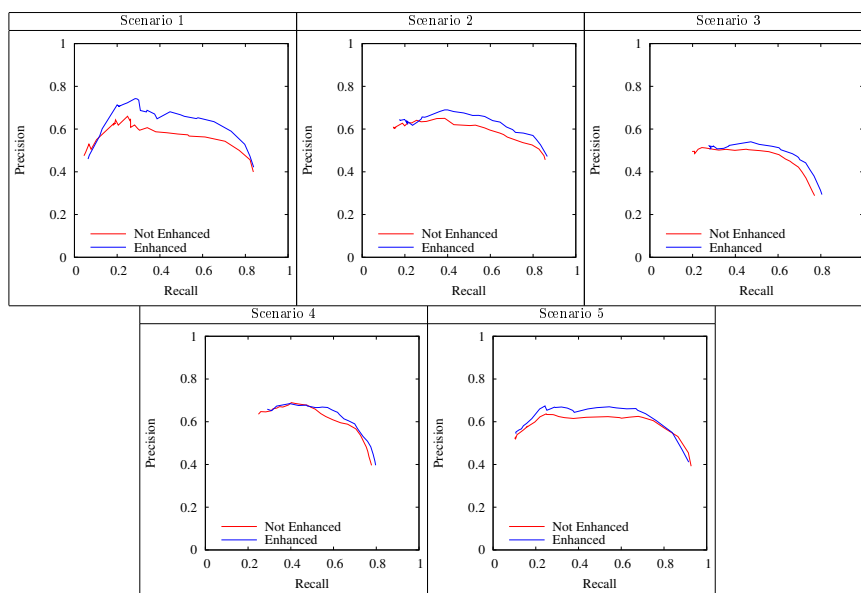 Scenario 1
Scenario 2
Scenario 3
1
0.8
0.6
0.4
0.2
0
0 0.2 0.4 0.6 0.8 1
Precision
Recall
Not Enhanced
Enhanced
1
0.8
0.6
0.4
0.2
0
0 0.2 0.4 0.6 0.8 1
Precision
Recall
Not Enhanced
Enhanced
1
0.8
0.6
0.4
0.2
0
0 0.2 0.4 0.6 0.8 1
Precision
Recall
Not Enhanced
Enhanced
Scenario 4
Scenario 5
1
0.8
0.6
0.4
0.2
0
0 0.2 0.4 0.6 0.8 1
Precision
Recall
Not Enhanced
Enhanced
1
0.8
0.6
0.4
0.2
0
0 0.2 0.4 0.6 0.8 1
Precision
Recall
Not Enhanced
Enhanced